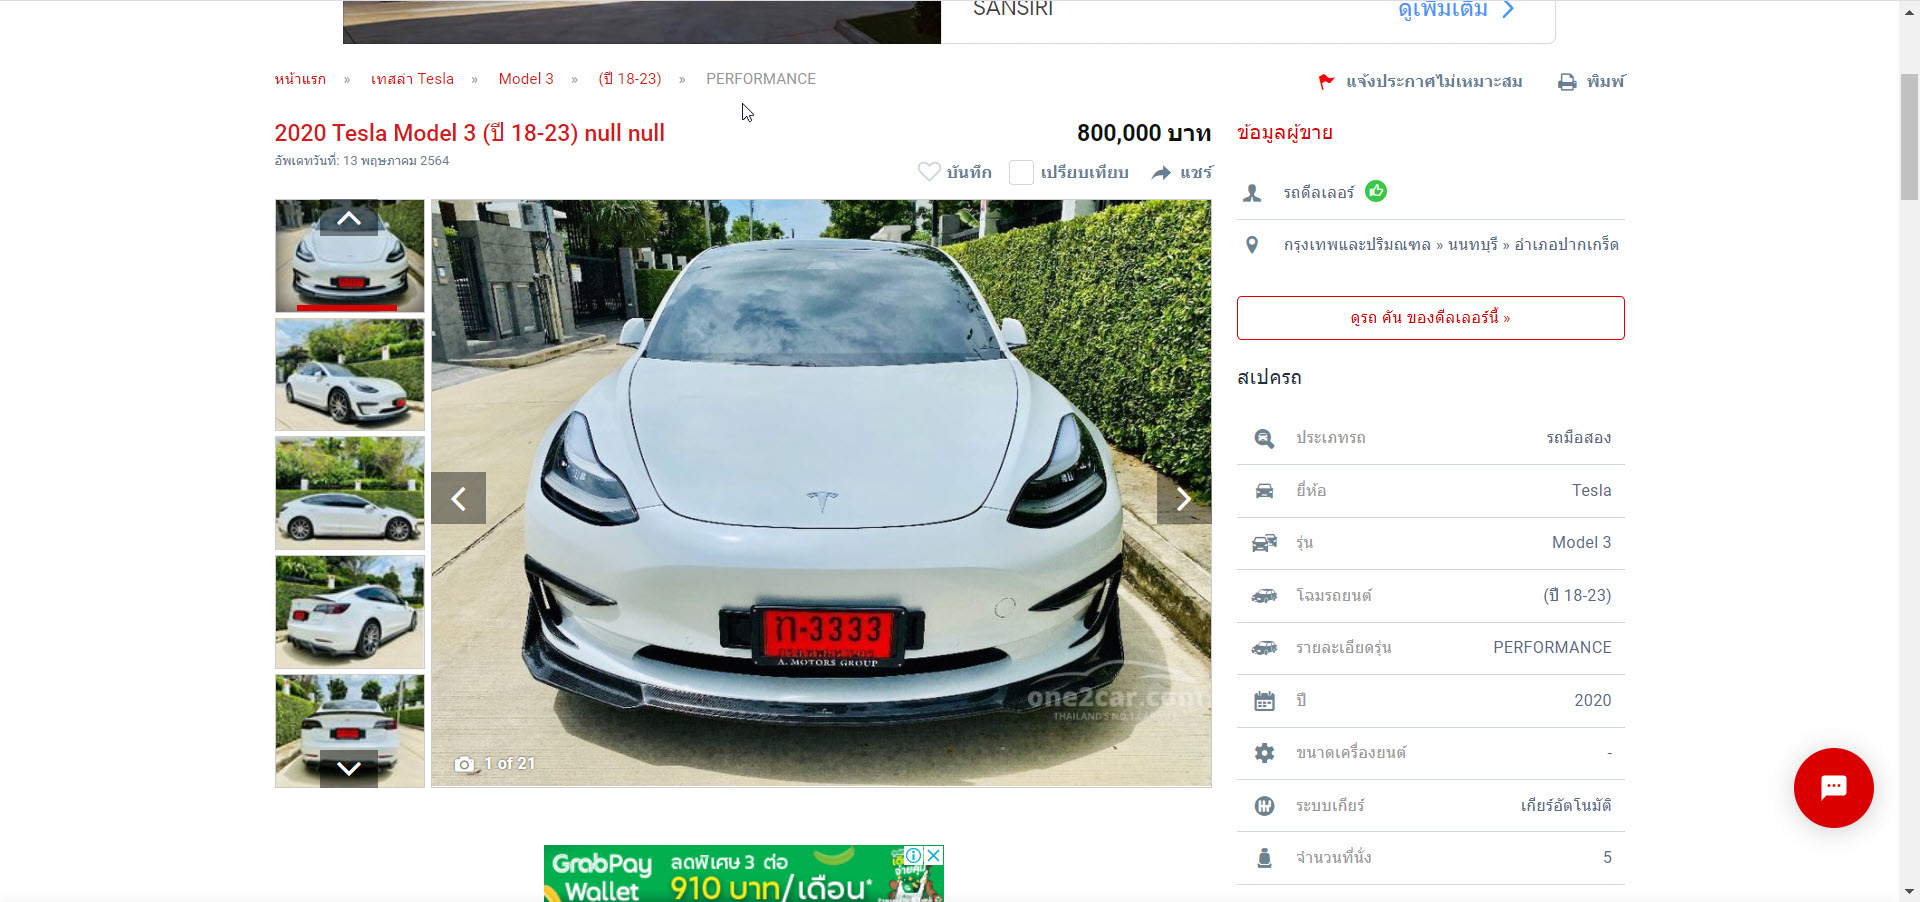 SANSIRI
ดูเพิ่มเติม
หน้าแรก » เทสล่า Tesla » Model 3 » (ปี 18-23) » PERFORMANCE
แจ้งประกาศไม่เหมาะสม
พิมพ์
2020 Tesla Model 3 (ปี 18-23) null null
800,000 บาท
อัพเดทวันที่: 13 พฤษภาคม 2564
บันทึก
เปรียบเทียบ
แชร์
ก-3333
กรุงเทพมหานคร
A. MOTORS GROUP
one2car.com
THAILAND'S NO.1 CAR SITE
1 of 21
ข้อมูลผู้ขาย
รถดีลเลอร์
กรุงเทพและปริมณฑล » นนทบุรี » อำเภอปากเกร็ด
ดูรถ คัน ของดีลเลอร์นี้ »
สเปครถ
ประเภทรถ รถมือสอง
ยี่ห้อ Tesla
รุ่น Model 3
โฉมรถยนต์ (ปี 18-23)
รายละเอียดรุ่น PERFORMANCE
ปี 2020
ขนาดเครื่องยนต์ -
ระบบเกียร์ เกียร์อัตโนมัติ
จำนวนที่นั่ง 5
GrabPay
Wallet
ลดพิเศษ 3 ต่อ
910 บาท/เดือน*